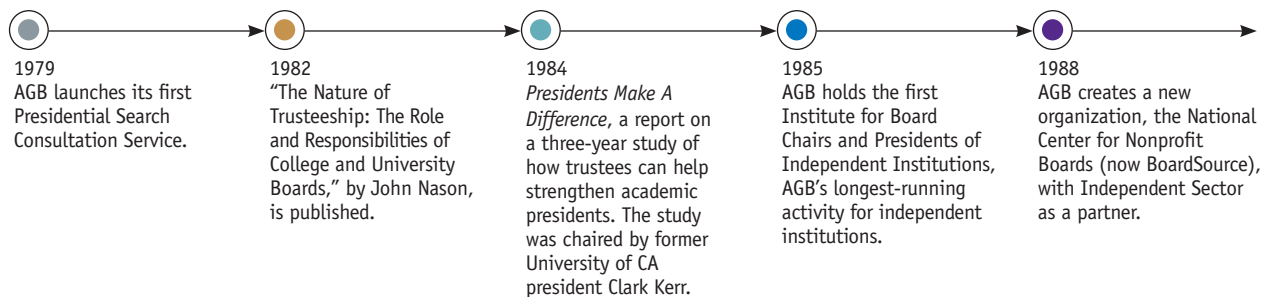 1979
AGB launches its first
Presidential Search
Consultation Service.
1982
“The Nature of
Trusteeship: The Role
and Responsibilities of
College and University
Boards,” by John Nason,
is published.
1984
Presidents Make A
Difference, a report on
a three-year study of
how trustees can help
strengthen academic
presidents. The study
was chaired by former
University of CA
president Clark Kerr.
1985
AGB holds the first
Institute for Board
Chairs and Presidents of
Independent Institutions,
AGB’s longest-running
activity for independent
institutions.
1988
AGB creates a new
organization, the National
Center for Nonprofit
Boards (now BoardSource),
with Independent Sector
as a partner.